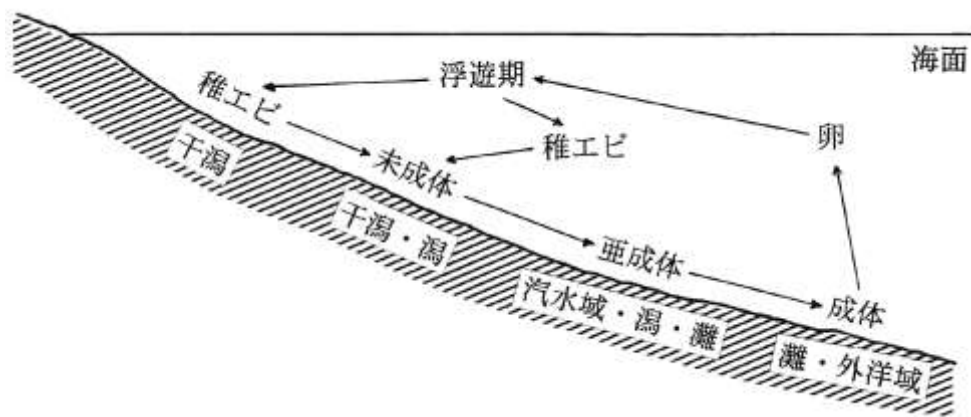 海面
浮遊期
稚エビ
卵
稚エビ
干潟
未成体
干潟・潟
亜成体
汽水域・潟・灘
成体
灘・外洋域